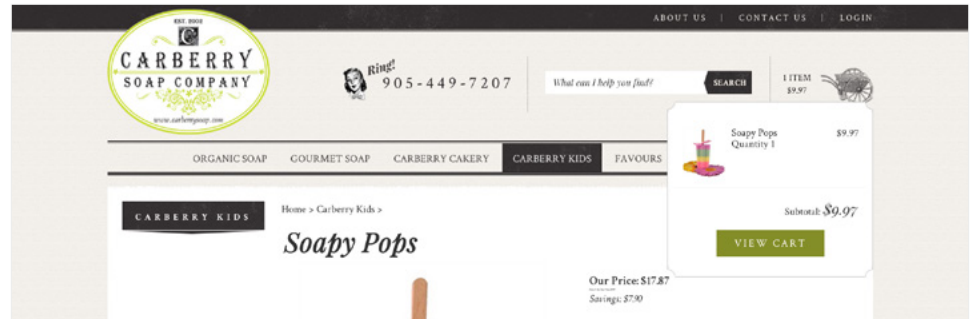 ABOUT US | CONTACT US | LOGIN
EST. 2002
C
CARBERRY
SOAP COMPANY
www.carberrysoap.com
Ring!
905-449-7207
What can I help you find?
SEARCH
1 ITEM
$9.97
Soapy Pops $9.97
Quantity 1
Subtotal: $9.97
VIEW CART
ORGANIC SOAP GOURMET SOAP CARBERRY CAKERY CARBERRY KIDS FAVOURS
CARBERRY KIDS
Home > Carberry Kids >
Soapy Pops
Our Price: $17.87
Savings: $7.90